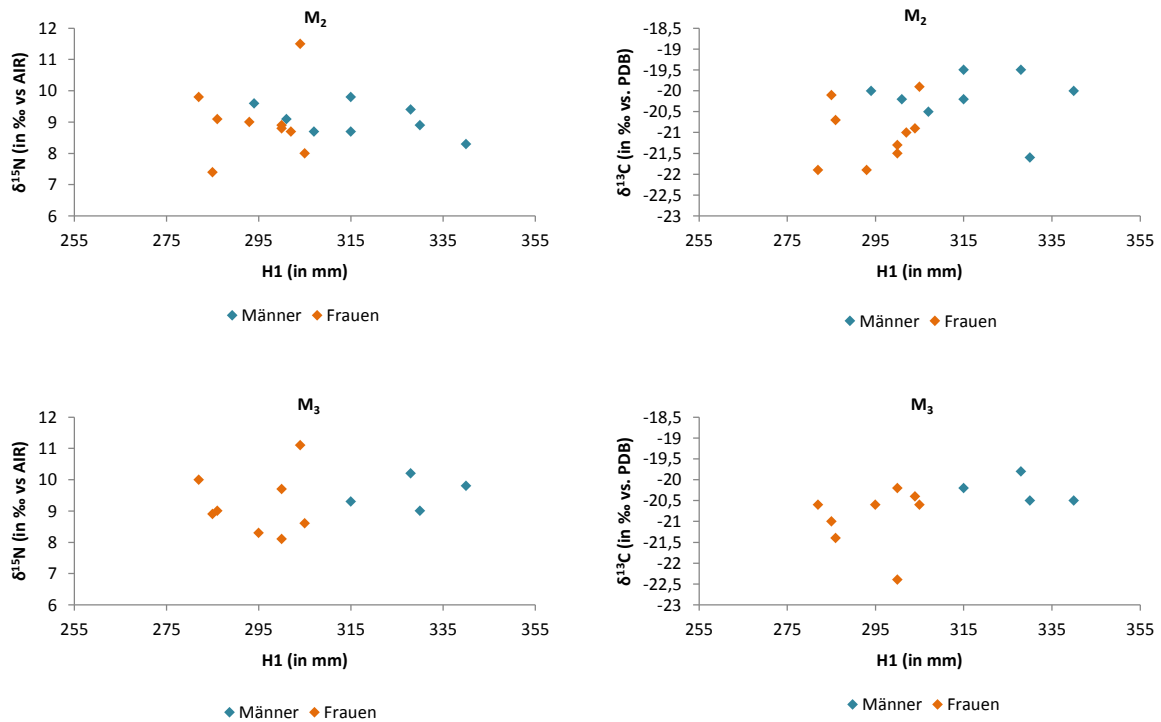 M₂
δ¹⁵N (in ‰ vs AIR)
12
11
10
9
8
7
6
255 275 295 315 335 355
H1 (in mm)
Männer Frauen
M₂
δ¹³C (in ‰ vs. PDB)
-18,5
-19
-19,5
-20
-20,5
-21
-21,5
-22
-22,5
-23
255 275 295 315 335 355
H1 (in mm)
Männer Frauen
M₃
δ¹⁵N (in ‰ vs AIR)
12
11
10
9
8
7
6
255 275 295 315 335 355
H1 (in mm)
Männer Frauen
M₃
δ¹³C (in ‰ vs. PDB)
-18,5
-19
-19,5
-20
-20,5
-21
-21,5
-22
-22,5
-23
255 275 295 315 335 355
H1 (in mm)
Männer Frauen